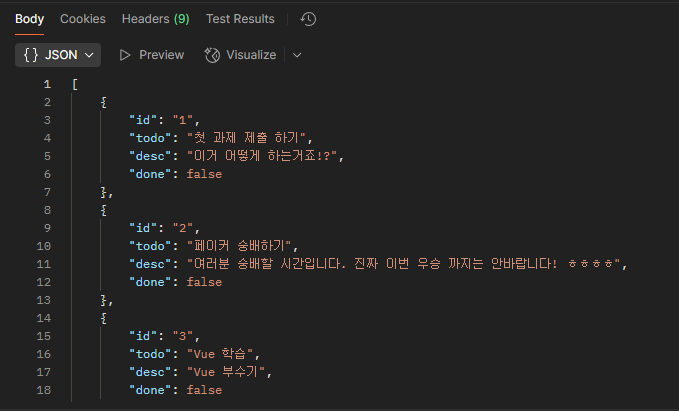 Body Cookies Headers (9) Test Results
{} JSON Preview Visualize
1 [
2 {
3 "id": "1",
4 "todo": "첫 과제 제출 하기",
5 "desc": "이거 어떻게 하는거죠!?",
6 "done": false
7 },
8 {
9 "id": "2",
10 "todo": "페이커 숭배하기",
11 "desc": "여러분 숭배할 시간입니다. 진짜 이번 우승 까지는 안바랍니다! ㅎㅎㅎㅎ",
12 "done": false
13 },
14 {
15 "id": "3",
16 "todo": "Vue 학습",
17 "desc": "Vue 부수기",
18 "done": false